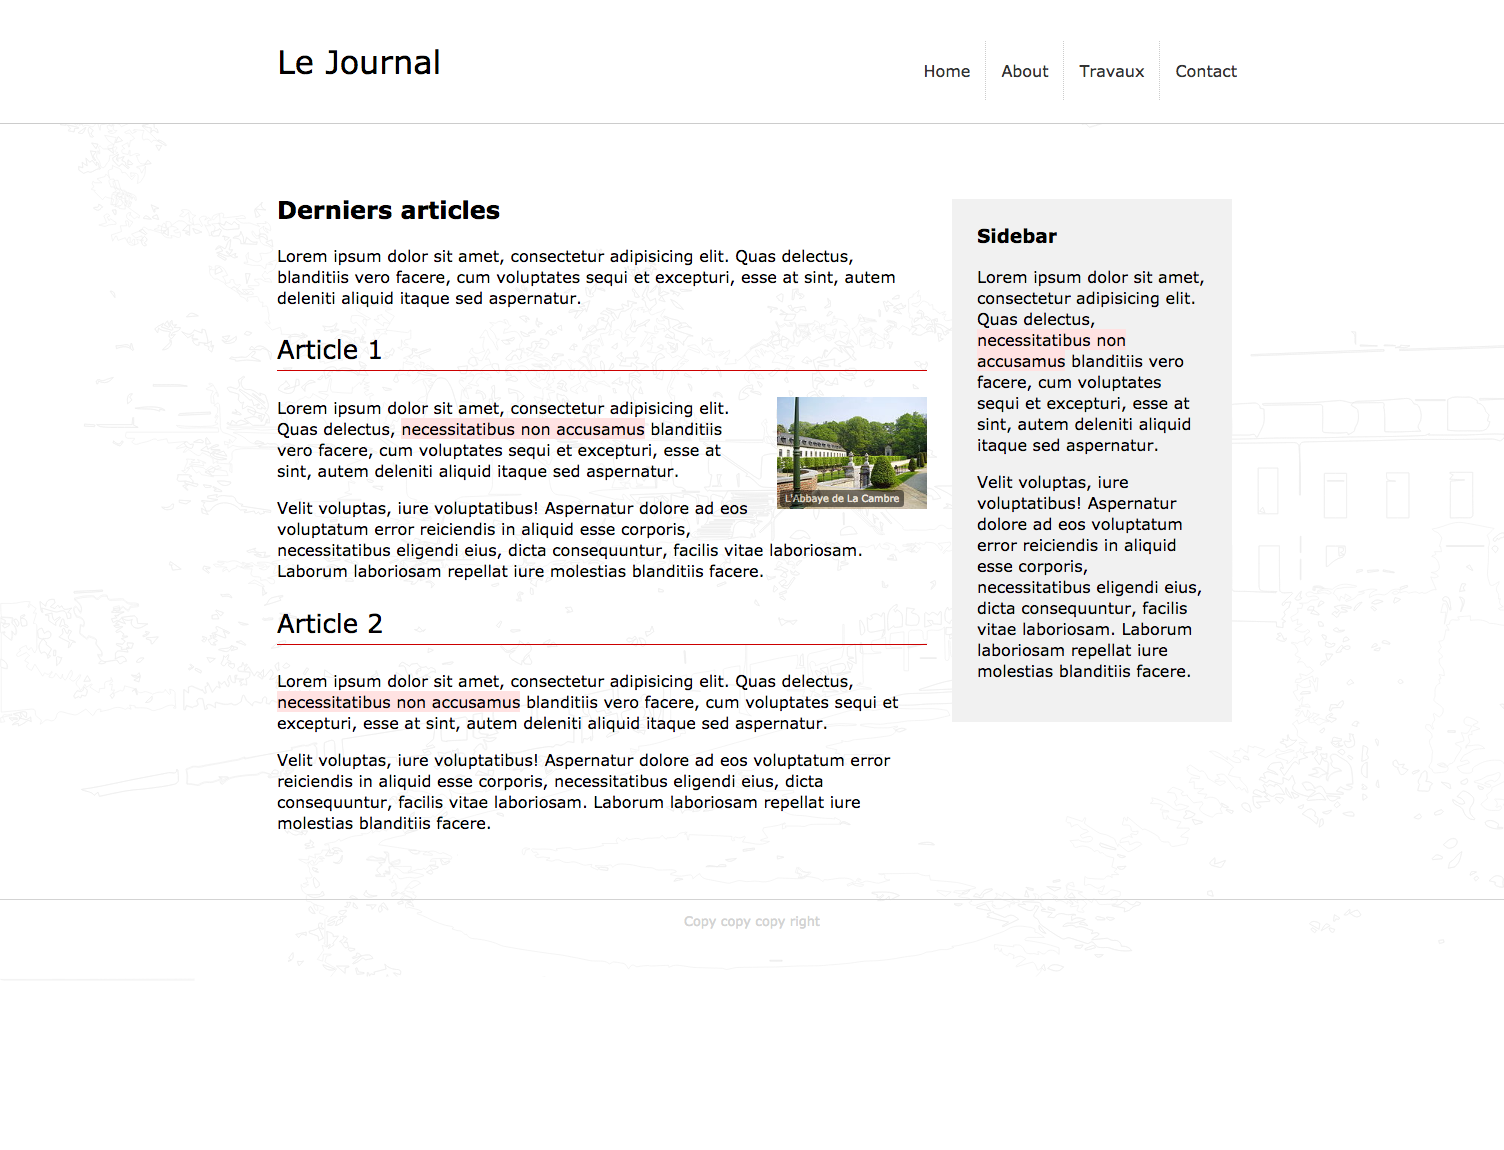 Le Journal
Home
About
Travaux
Contact
Derniers articles
Lorem ipsum dolor sit amet, consectetur adipisicing elit. Quas delectus,
blanditiis vero facere, cum voluptates sequi et excepturi, esse at sint, autem
deleniti aliquid itaque sed aspernatur.
Article 1
Lorem ipsum dolor sit amet, consectetur adipisicing elit.
Quas delectus, necessitatibus non accusamus blanditiis
vero facere, cum voluptates sequi et excepturi, esse at
sint, autem deleniti aliquid itaque sed aspernatur.
L'Abbaye de La Cambre
Velit voluptas, iure voluptatibus! Aspernatur dolore ad eos
voluptatum error reiciendis in aliquid esse corporis,
necessitatibus eligendi eius, dicta consequuntur, facilis vitae laboriosam.
Laborum laboriosam repellat iure molestias blanditiis facere.
Article 2
Lorem ipsum dolor sit amet, consectetur adipisicing elit. Quas delectus,
necessitatibus non accusamus blanditiis vero facere, cum voluptates sequi et
excepturi, esse at sint, autem deleniti aliquid itaque sed aspernatur.
Velit voluptas, iure voluptatibus! Aspernatur dolore ad eos voluptatum error
reiciendis in aliquid esse corporis, necessitatibus eligendi eius, dicta
consequuntur, facilis vitae laboriosam. Laborum laboriosam repellat iure
molestias blanditiis facere.
Sidebar
Lorem ipsum dolor sit amet,
consectetur adipisicing elit.
Quas delectus,
necessitatibus non
accusamus blanditiis vero
facere, cum voluptates
sequi et excepturi, esse at
sint, autem deleniti aliquid
itaque sed aspernatur.
Velit voluptas, iure
voluptatibus! Aspernatur
dolore ad eos voluptatum
error reiciendis in aliquid
esse corporis,
necessitatibus eligendi eius,
dicta consequuntur, facilis
vitae laboriosam. Laborum
laboriosam repellat iure
molestias blanditiis facere.
Copy copy copy right